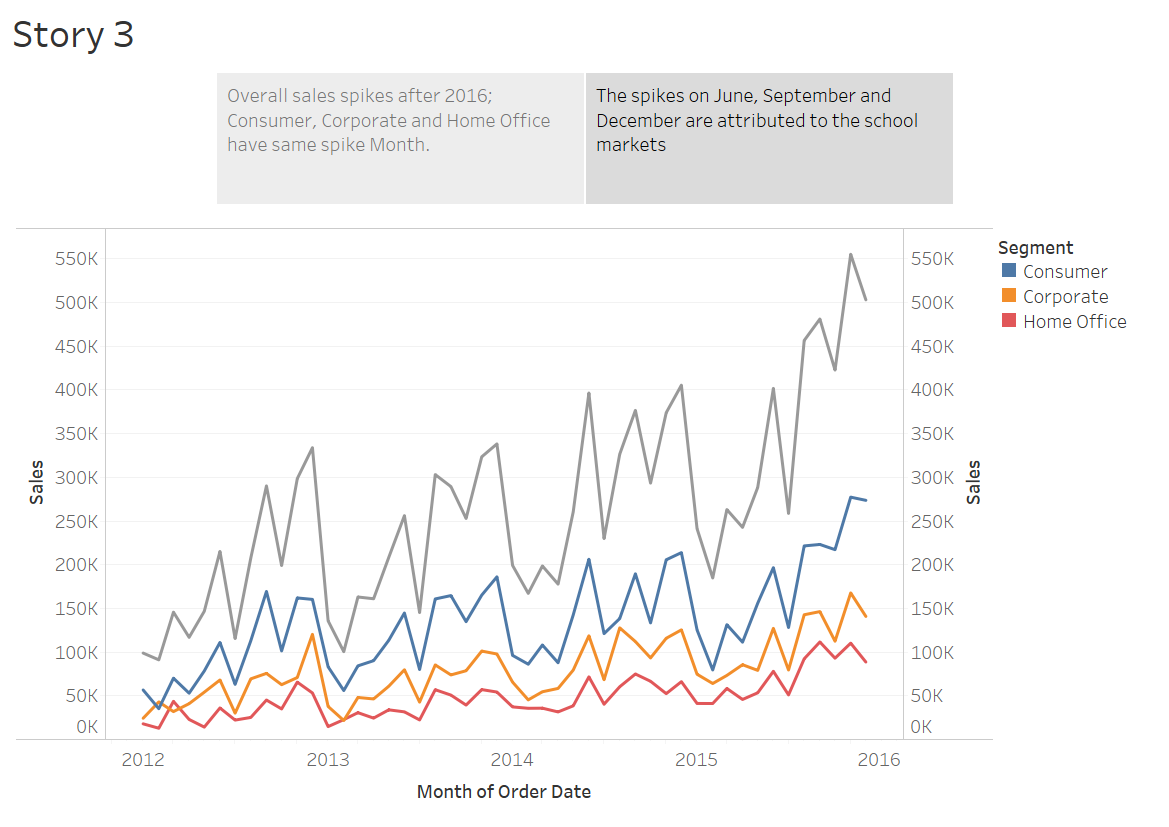 Story 3
Overall sales spikes after 2016;
Consumer, Corporate and Home Office
have same spike Month.
The spikes on June, September and
December are attributed to the school
markets
550K
500K
450K
400K
350K
300K
250K
200K
150K
100K
50K
0K
Sales
550K
500K
450K
400K
350K
300K
250K
200K
150K
100K
50K
0K
Sales
Segment
Consumer
Corporate
Home Office
2012
2013
2014
2015
2016
Month of Order Date